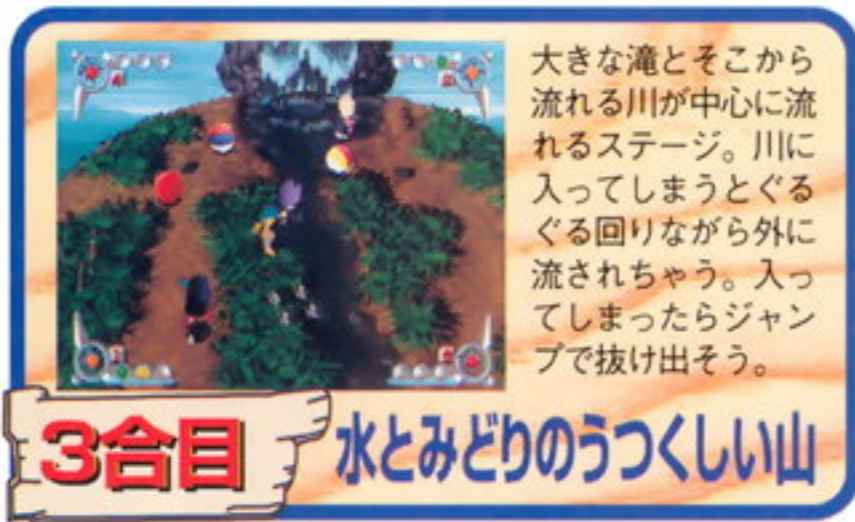 大きな滝とそこから
流れる川が中心に流
れるステージ。川に
入ってしまうとぐる
ぐる回りながら外に
流されちゃう。入っ
てしまったらジャン
プで抜け出そう。
3合目
水とみどりのうつくしい山